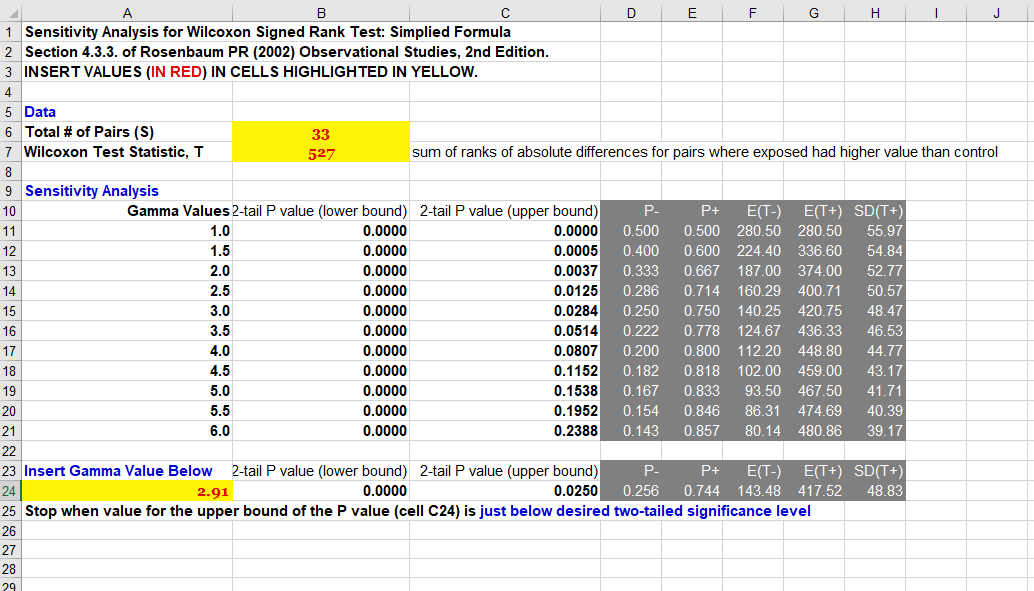 A B C D E F G H I J
1 Sensitivity Analysis for Wilcoxon Signed Rank Test: Simplied Formula
2 Section 4.3.3. of Rosenbaum PR (2002) Observational Studies, 2nd Edition.
3 INSERT VALUES (IN RED) IN CELLS HIGHLIGHTED IN YELLOW.
4
5 Data
6 Total # of Pairs (S) 33
7 Wilcoxon Test Statistic, T 527 sum of ranks of absolute differences for pairs where exposed had higher value than control
8
9 Sensitivity Analysis
10 Gamma Values 2-tail P value (lower bound) 2-tail P value (upper bound) P- P+ E(T-) E(T+) SD(T+)
11 1.0 0.0000 0.0000 0.500 0.500 280.50 280.50 55.97
12 1.5 0.0000 0.0005 0.400 0.600 224.40 336.60 54.84
13 2.0 0.0000 0.0037 0.333 0.667 187.00 374.00 52.77
14 2.5 0.0000 0.0125 0.286 0.714 160.29 400.71 50.57
15 3.0 0.0000 0.0284 0.250 0.750 140.25 420.75 48.47
16 3.5 0.0000 0.0514 0.222 0.778 124.67 436.33 46.53
17 4.0 0.0000 0.0807 0.200 0.800 112.20 448.80 44.77
18 4.5 0.0000 0.1152 0.182 0.818 102.00 459.00 43.17
19 5.0 0.0000 0.1538 0.167 0.833 93.50 467.50 41.71
20 5.5 0.0000 0.1952 0.154 0.846 86.31 474.69 40.39
21 6.0 0.0000 0.2388 0.143 0.857 80.14 480.86 39.17
22
23 Insert Gamma Value Below 2-tail P value (lower bound) 2-tail P value (upper bound) P- P+ E(T-) E(T+) SD(T+)
24 2.91 0.0000 0.0250 0.256 0.744 143.48 417.52 48.83
25 Stop when value for the upper bound of the P value (cell C24) is just below desired two-tailed significance level
26
27
28
29